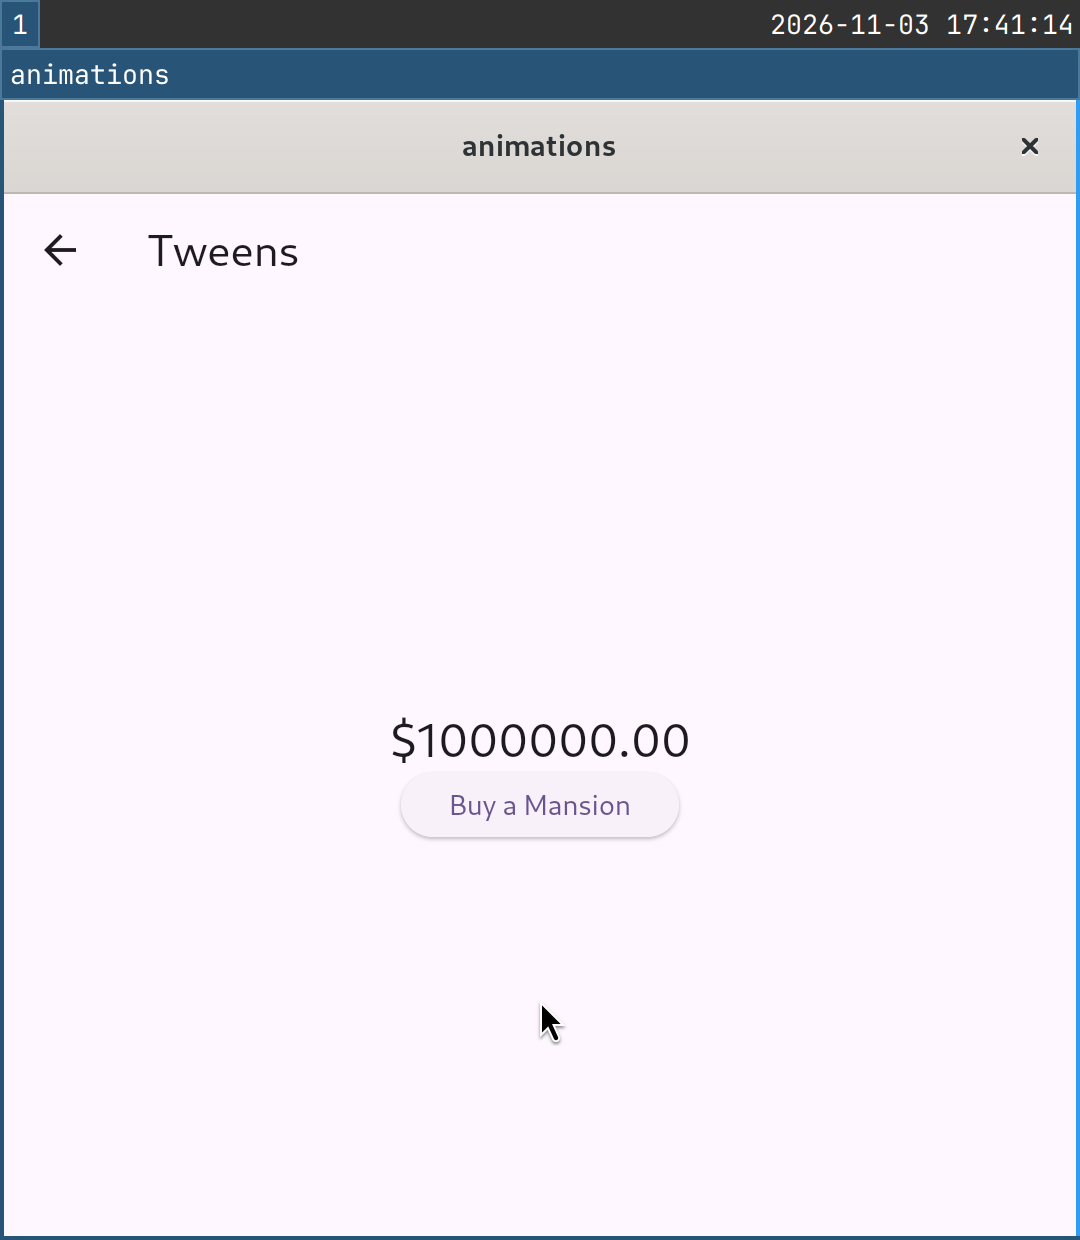 1 2026-11-03 17:41:14
animations
animations
Tweens
$1000000.00
Buy a Mansion